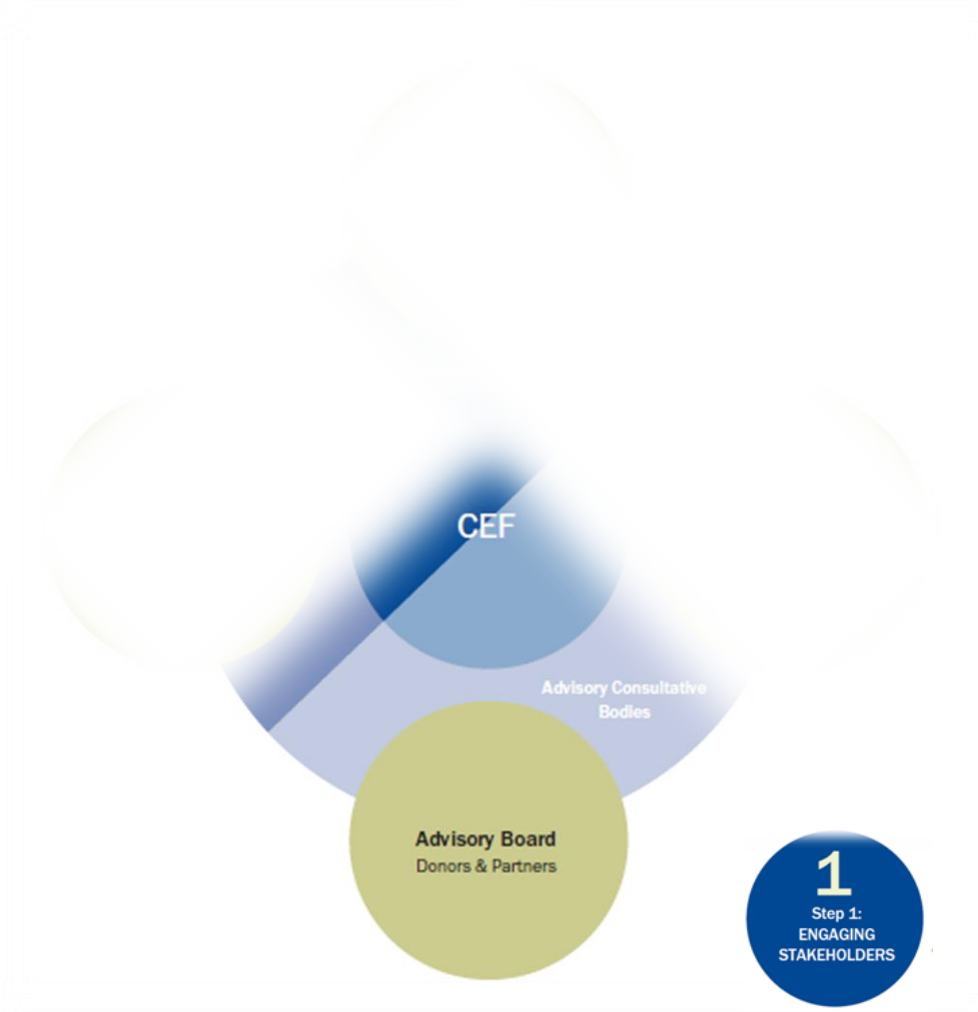 CEF
Advisory Consultative
Bodies
Advisory Board
Donors & Partners
1
Step 1:
ENGAGING
STAKEHOLDERS